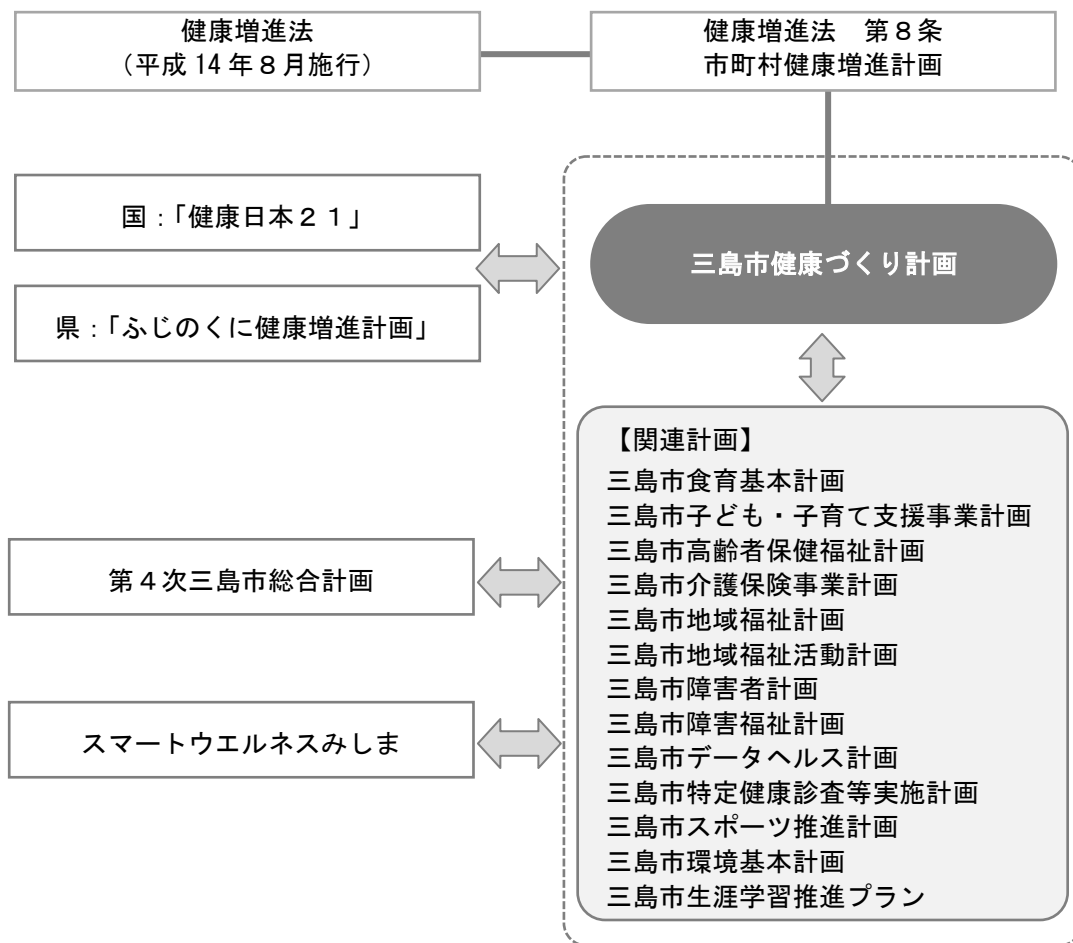 健康増進法
（平成14年８月施行）
健康増進法　第８条
市町村健康増進計画
国：「健康日本２１」
県：「ふじのくに健康増進計画」
三島市健康づくり計画
【関連計画】
三島市食育基本計画
三島市子ども・子育て支援事業計画
三島市高齢者保健福祉計画
三島市介護保険事業計画
三島市地域福祉計画
三島市地域福祉活動計画
三島市障害者計画
三島市障害福祉計画
三島市データヘルス計画
三島市特定健康診査等実施計画
三島市スポーツ推進計画
三島市環境基本計画
三島市生涯学習推進プラン
第４次三島市総合計画
スマートウエルネスみしま